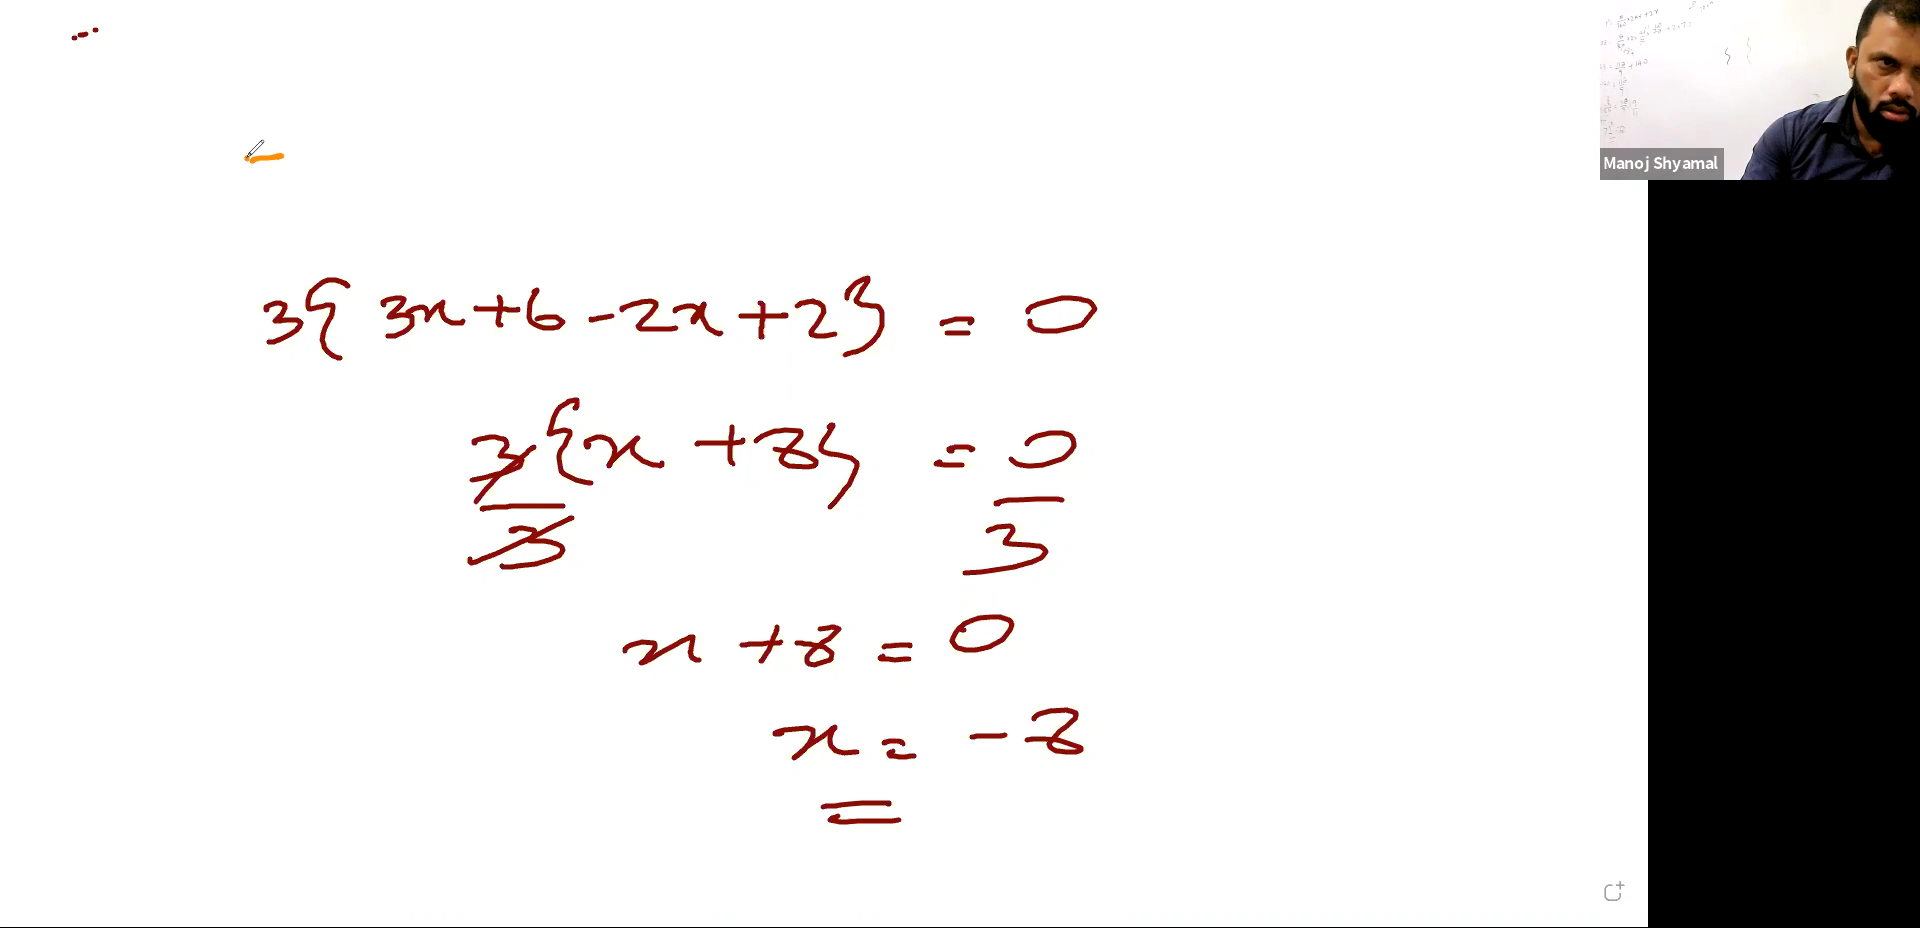 3{ 3x + 6 - 2x + 2 } = 0
3/3 {x + 8} = 0/3
x + 8 = 0
x = - 8
Manoj Shyamal